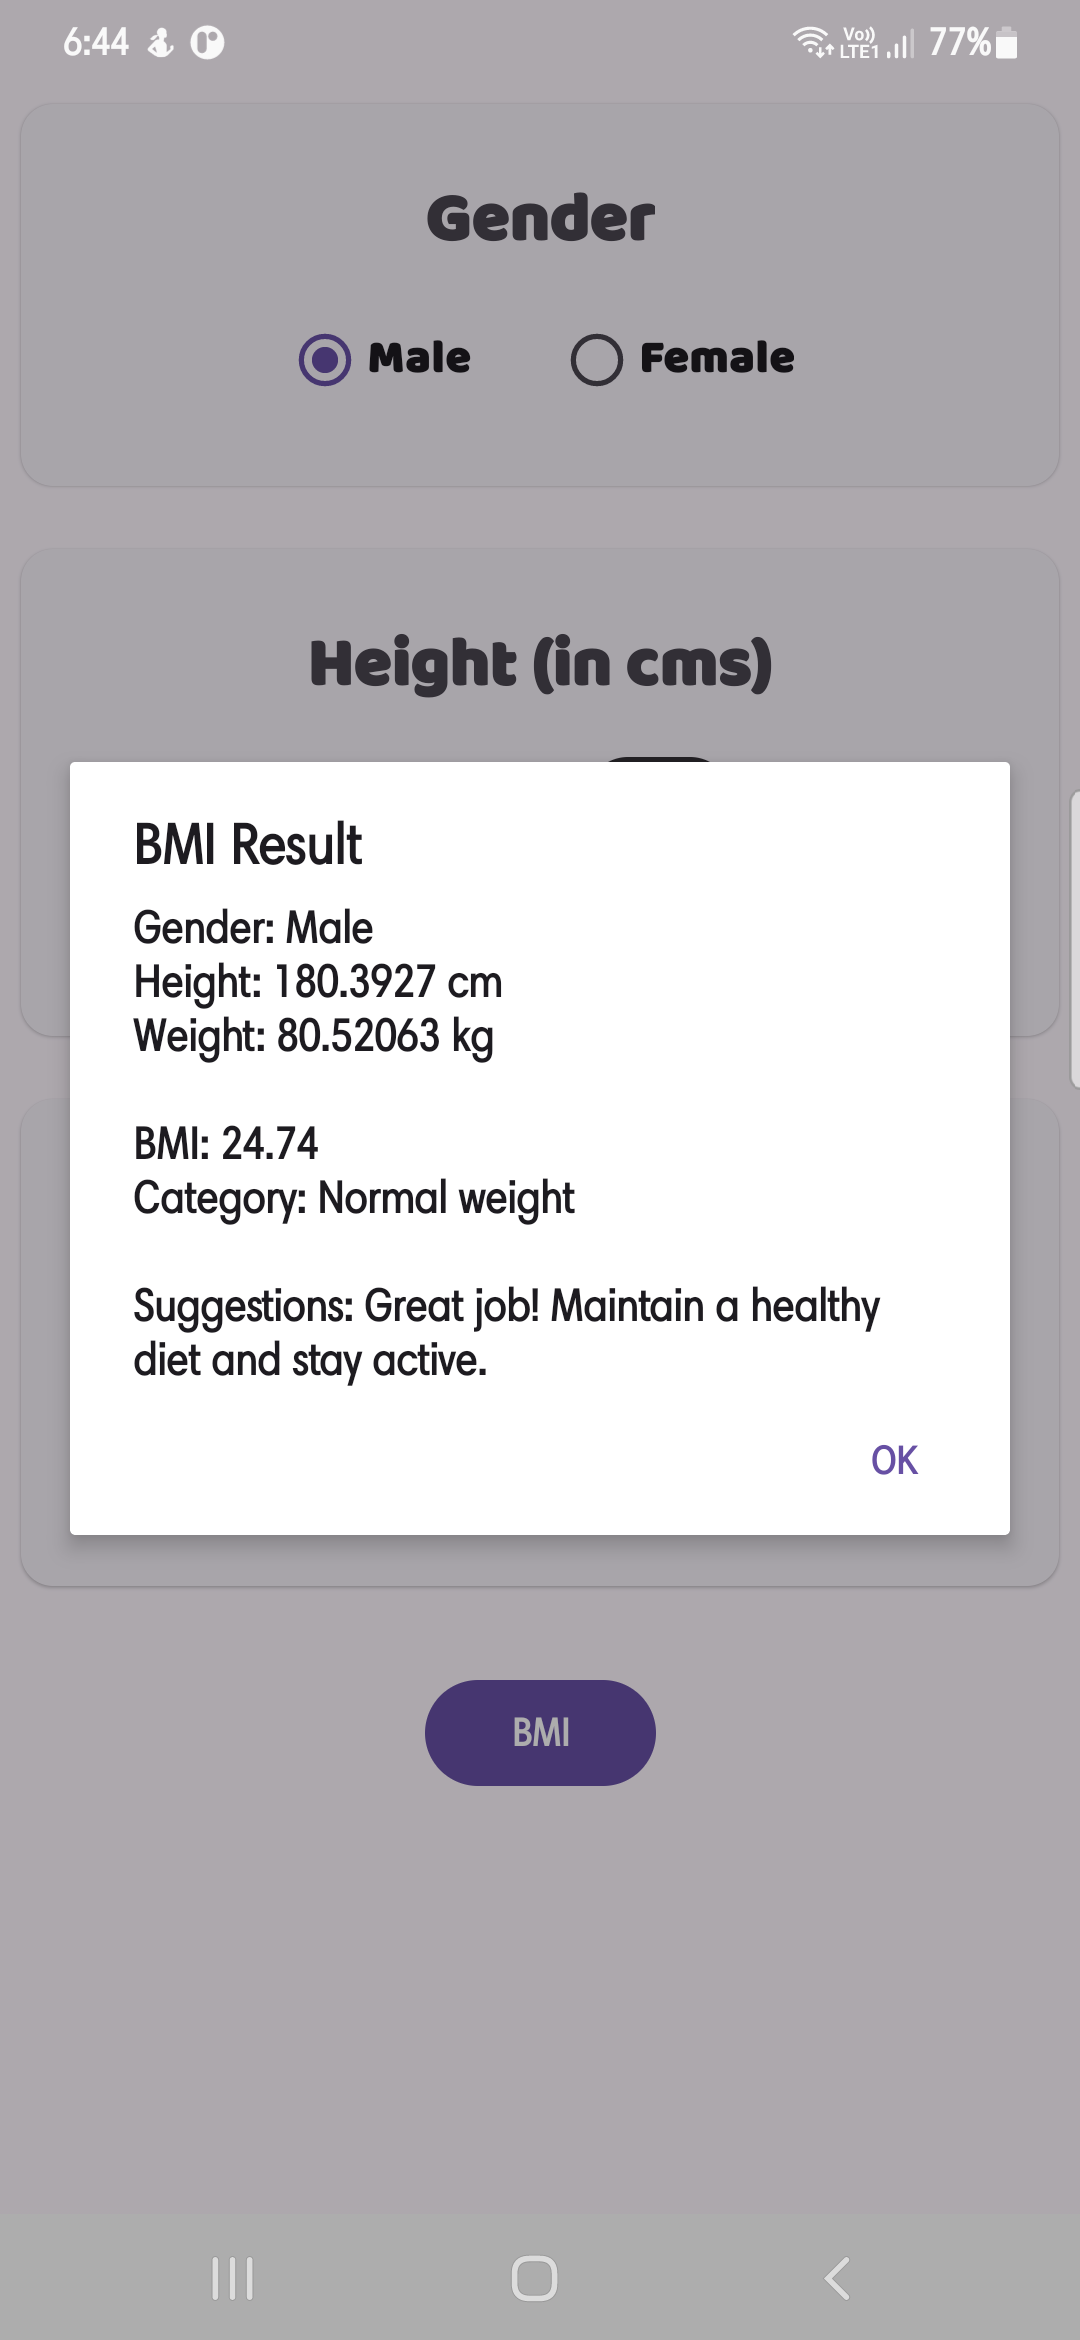 6:44
Vo))
LTE1
77%
Gender
Male
Female
Height (in cms)
BMI Result
Gender: Male
Height: 180.3927 cm
Weight: 80.52063 kg
BMI: 24.74
Category: Normal weight
Suggestions: Great job! Maintain a healthy
diet and stay active.
OK
BMI